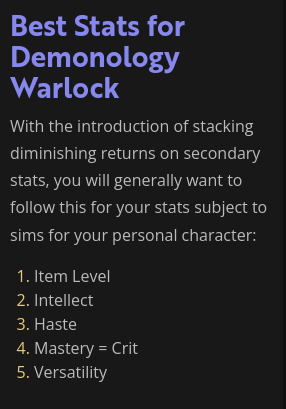 Best Stats for
Demonology
Warlock
With the introduction of stacking
diminishing returns on secondary
stats, you will generally want to
follow this for your stats subject to
sims for your personal character:
1. Item Level
2. Intellect
3. Haste
4. Mastery = Crit
5. Versatility